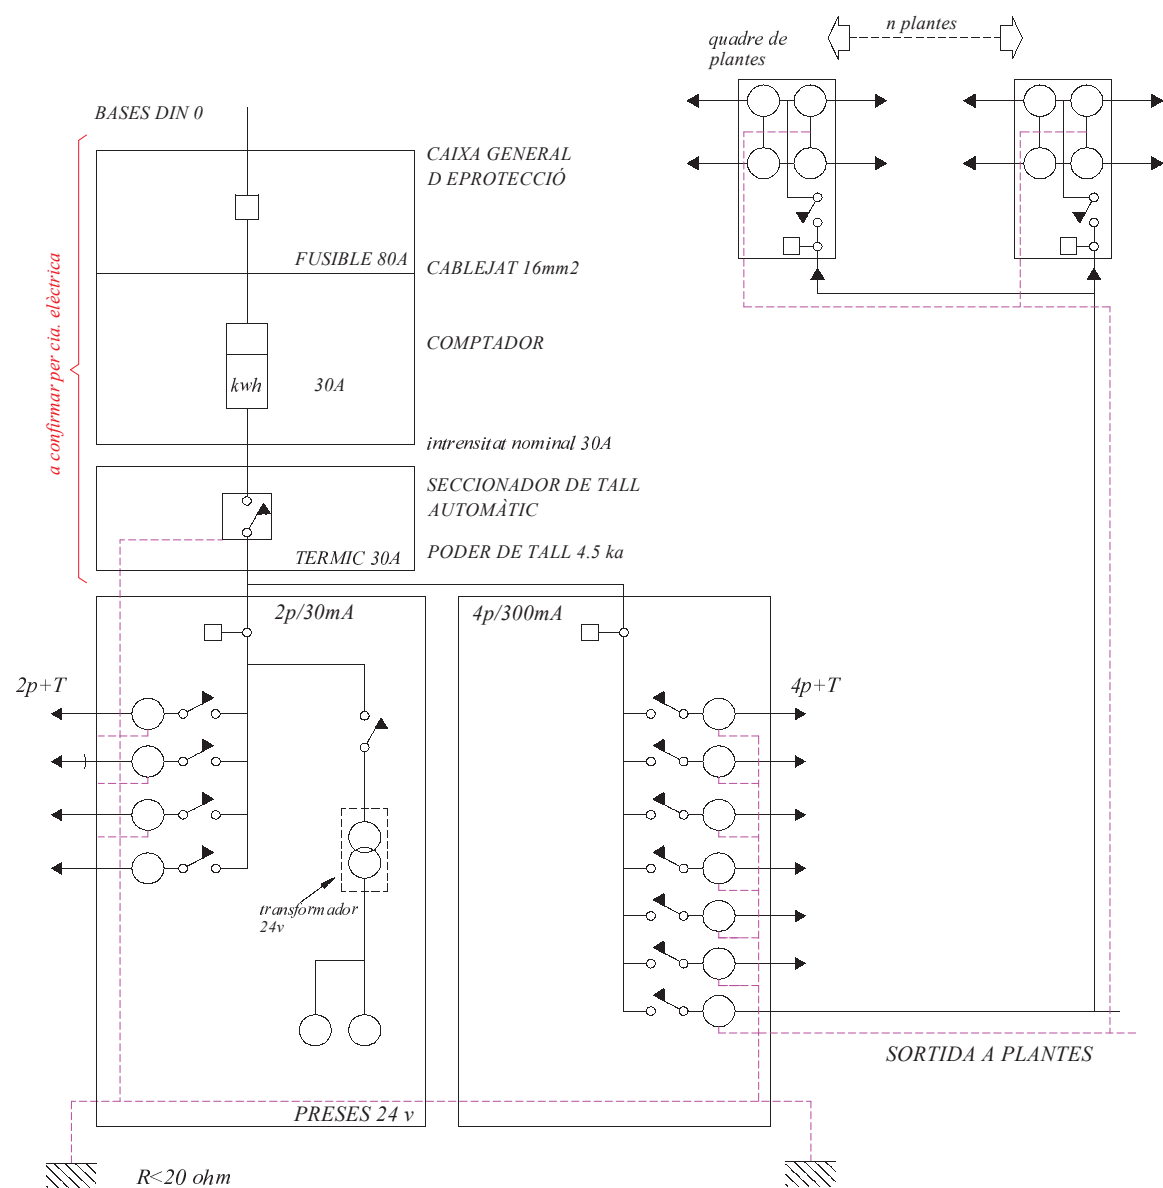 n plantes
quadre de
plantes
BASES DIN 0
CAIXA GENERAL
D EPROTECCIÓ
FUSIBLE 80A
CABLEJAT 16mm2
a confirmar per cia. elèctrica
COMPTADOR
kwh
30A
intrensitat nominal 30A
SECCIONADOR DE TALL
AUTOMÀTIC
TERMIC 30A
PODER DE TALL 4.5 ka
2p/30mA
4p/300mA
2p+T
4p+T
transformador
24v
SORTIDA A PLANTES
PRESES 24 v
R<20 ohm